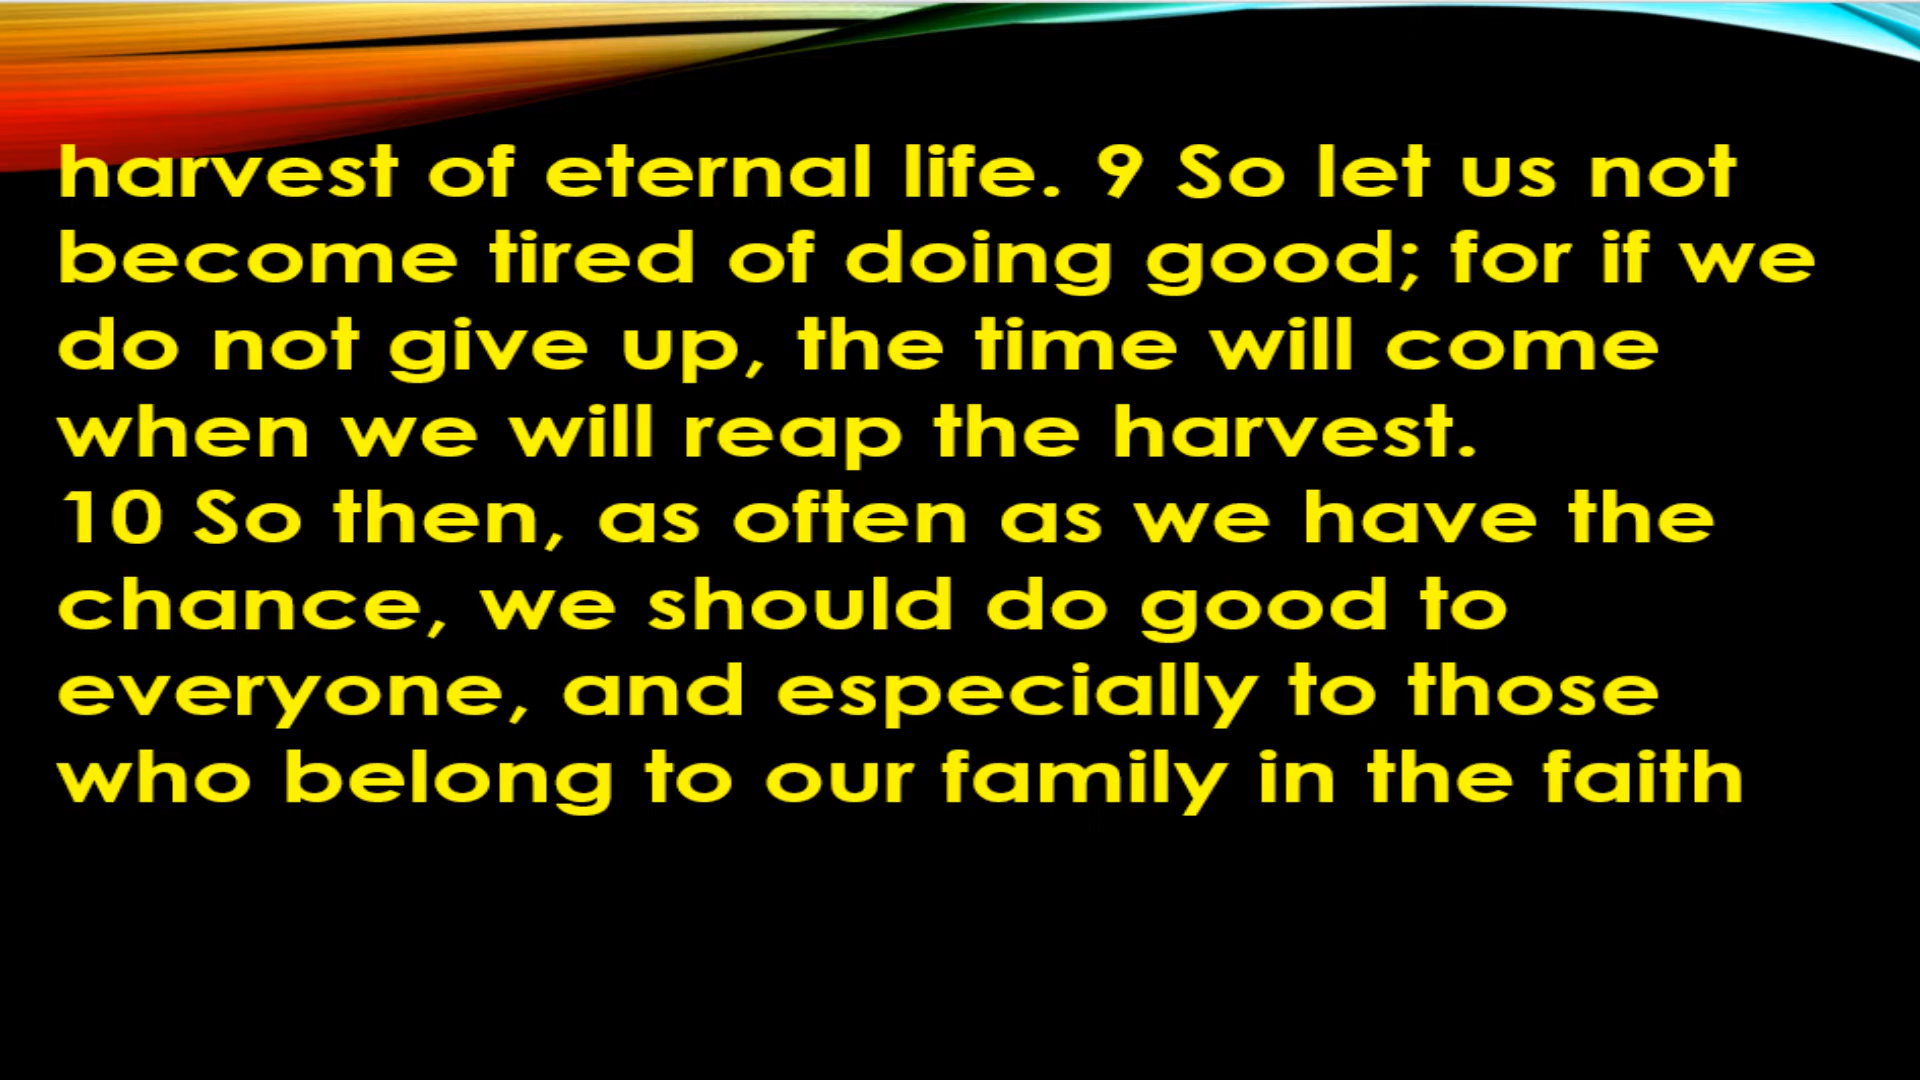 harvest of eternal life. 9 So let us not
become tired of doing good; for if we
do not give up, the time will come
when we will reap the harvest.
10 So then, as often as we have the
chance, we should do good to
everyone, and especially to those
who belong to our family in the faith